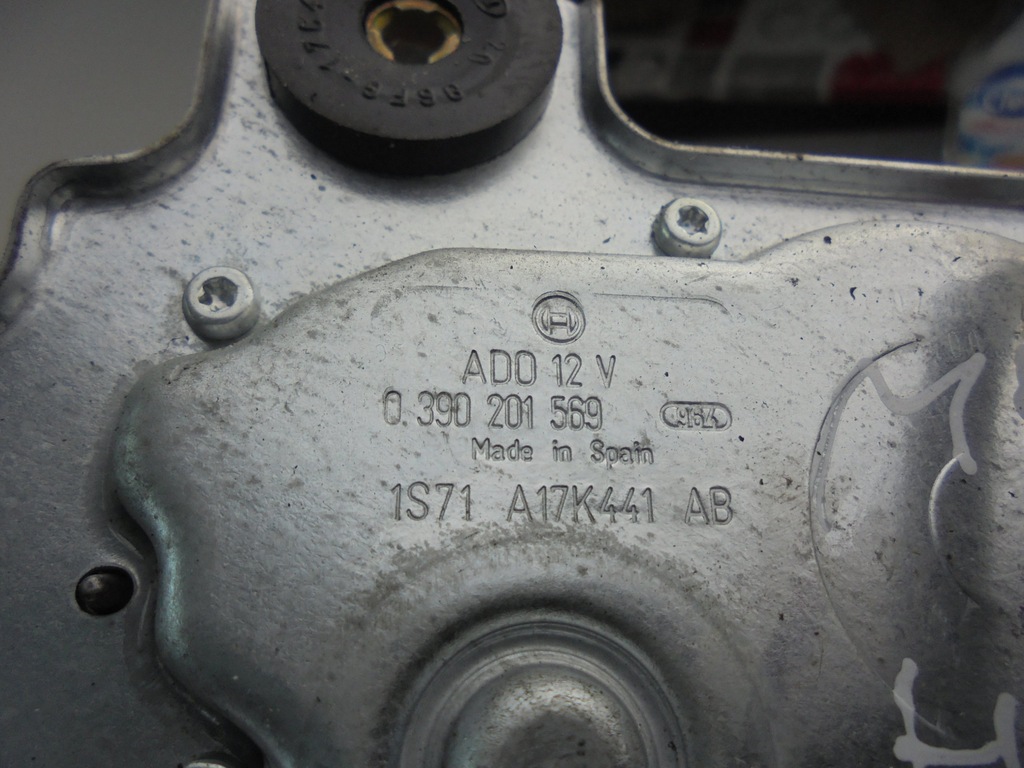 ADO 12 V
0.390 201 569
Made in Spain
1S71 A17K441 AB